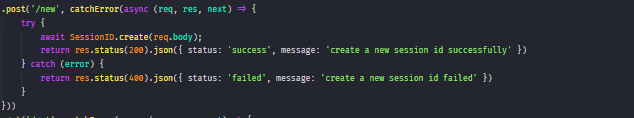 .post('/new', catchError(async (req, res, next) => {
    try {
        await SessionID.create(req.body);
        return res.status(200).json({ status: 'success', message: 'create a new session id successfully' })
    } catch (error) {
        return res.status(400).json({ status: 'failed', message: 'create a new session id failed' })
    }
}))